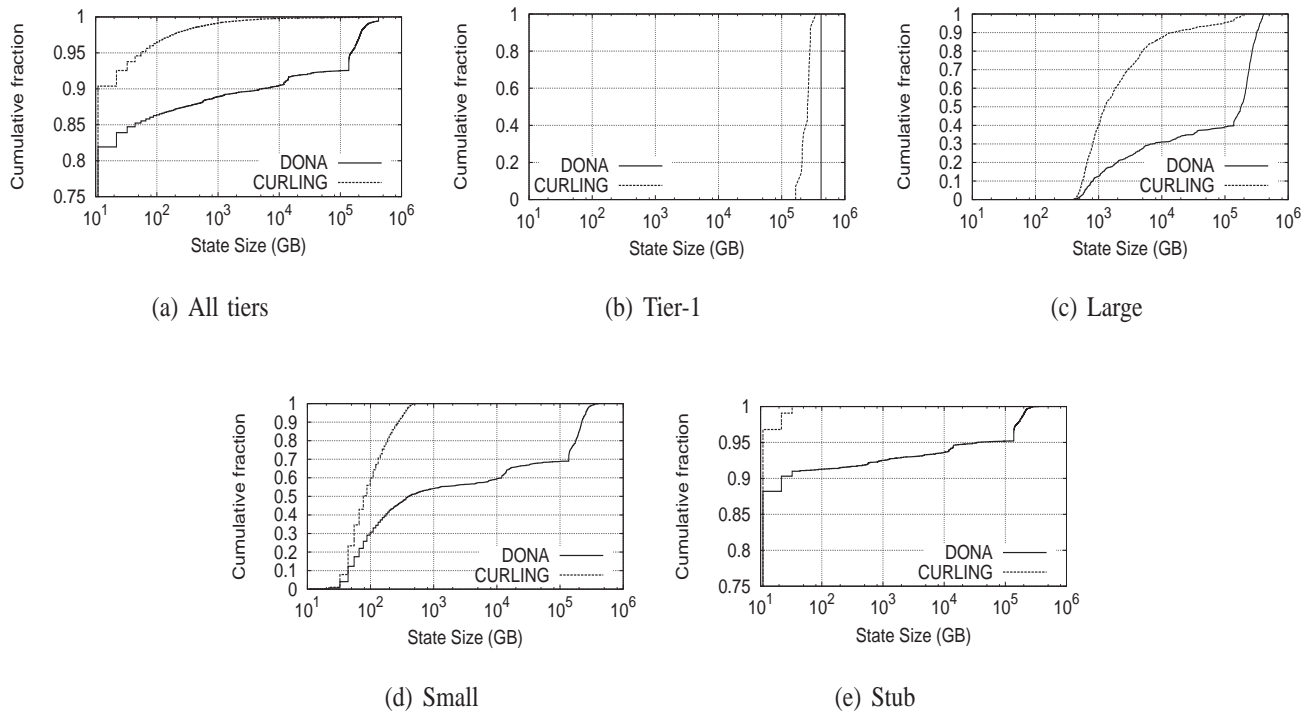 1
0.95
0.9
0.85
0.8
0.75
Cumulative fraction
DONA
CURLING
10^1 10^2 10^3 10^4 10^5 10^6
State Size (GB)
(a) All tiers
1
0.8
0.6
0.4
0.2
0
Cumulative fraction
DONA
CURLING
10^1 10^2 10^3 10^4 10^5 10^6
State Size (GB)
(b) Tier-1
1
0.9
0.8
0.7
0.6
0.5
0.4
0.3
0.2
0.1
0
Cumulative fraction
DONA
CURLING
10^1 10^2 10^3 10^4 10^5 10^6
State Size (GB)
(c) Large
1
0.9
0.8
0.7
0.6
0.5
0.4
0.3
0.2
0.1
0
Cumulative fraction
DONA
CURLING
10^1 10^2 10^3 10^4 10^5 10^6
State Size (GB)
(d) Small
1
0.95
0.9
0.85
0.8
0.75
Cumulative fraction
DONA
CURLING
10^1 10^2 10^3 10^4 10^5 10^6
State Size (GB)
(e) Stub